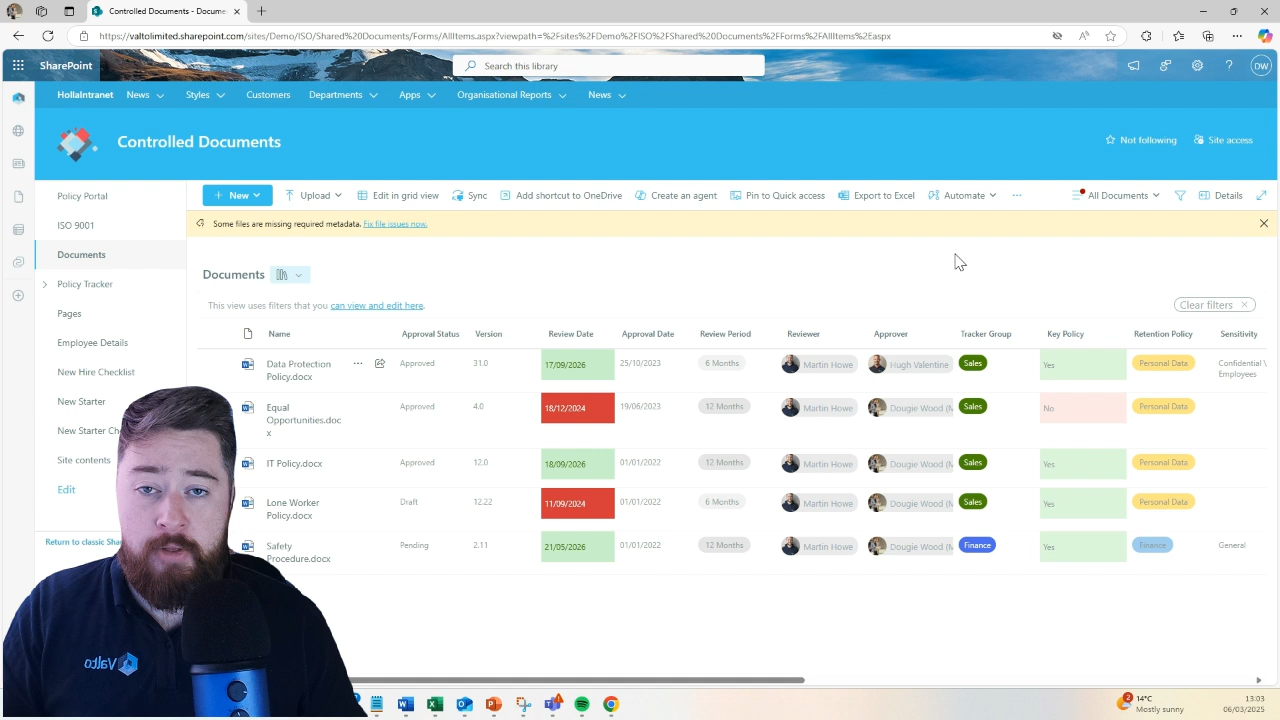 Controlled Documents - Document
https://valtolimited.sharepoint.com/sites/Demo/ISO/Shared%20Documents/Forms/AllItems.aspx?viewpath=%2Fsites%2FDemo%2FISO%2FShared%20Documents%2FForms%2FAllItems%2Easpx
SharePoint
Search this library
DW
HollaIntranet
News
Styles
Customers
Departments
Apps
Organisational Reports
News
Controlled Documents
Not following
Site access
Policy Portal
ISO 9001
Documents
Policy Tracker
Pages
Employee Details
New Hire Checklist
New Starter
New Starter Che
Site contents
Edit
Return to classic Shar
New
Upload
Edit in grid view
Sync
Add shortcut to OneDrive
Create an agent
Pin to Quick access
Export to Excel
Automate
All Documents
Details
Some files are missing required metadata. Fix file issues now.
Documents
This view uses filters that you can view and edit here.
Clear filters
Name Approval Status Version Review Date Approval Date Review Period Reviewer Approver Tracker Group Key Policy Retention Policy Sensitivity
Data Protection Approved 31.0 17/09/2026 25/10/2023 6 Months Martin Howe Hugh Valentine Sales Yes Personal Data Confidential \
Policy.docx Employees
Equal Approved 4.0 18/12/2024 19/06/2023 12 Months Martin Howe Dougie Wood (M Sales No Personal Data
Opportunities.doc
x
IT Policy.docx Approved 12.0 18/09/2026 01/01/2022 12 Months Martin Howe Dougie Wood (M Sales Yes Personal Data
Lone Worker Draft 12.22 11/09/2024 01/01/2022 6 Months Martin Howe Dougie Wood (M Sales Yes Personal Data
Policy.docx
Safety Pending 2.11 21/05/2026 01/01/2022 12 Months Martin Howe Dougie Wood (M Finance Yes Finance General
Procedure.docx
Valto
2
14°C
Mostly sunny
13:03
06/03/2025